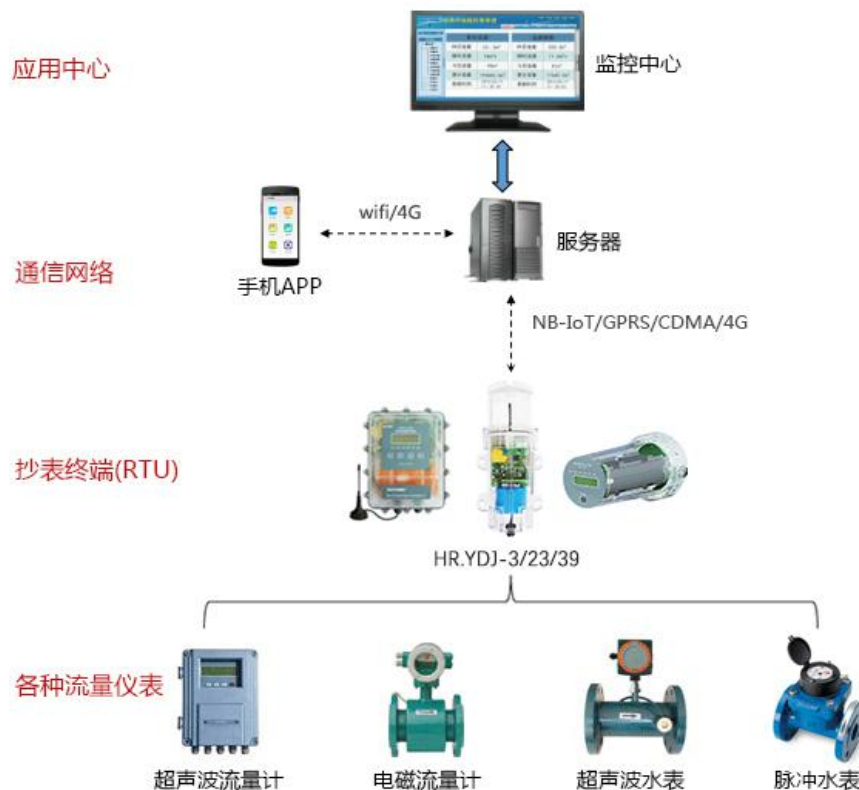 应用中心
监控中心
wifi/4G
服务器
手机APP
通信网络
NB-IoT/GPRS/CDMA/4G
抄表终端(RTU)
HR.YDJ-3/23/39
各种流量仪表
超声波流量计
电磁流量计
超声波水表
脉冲水表